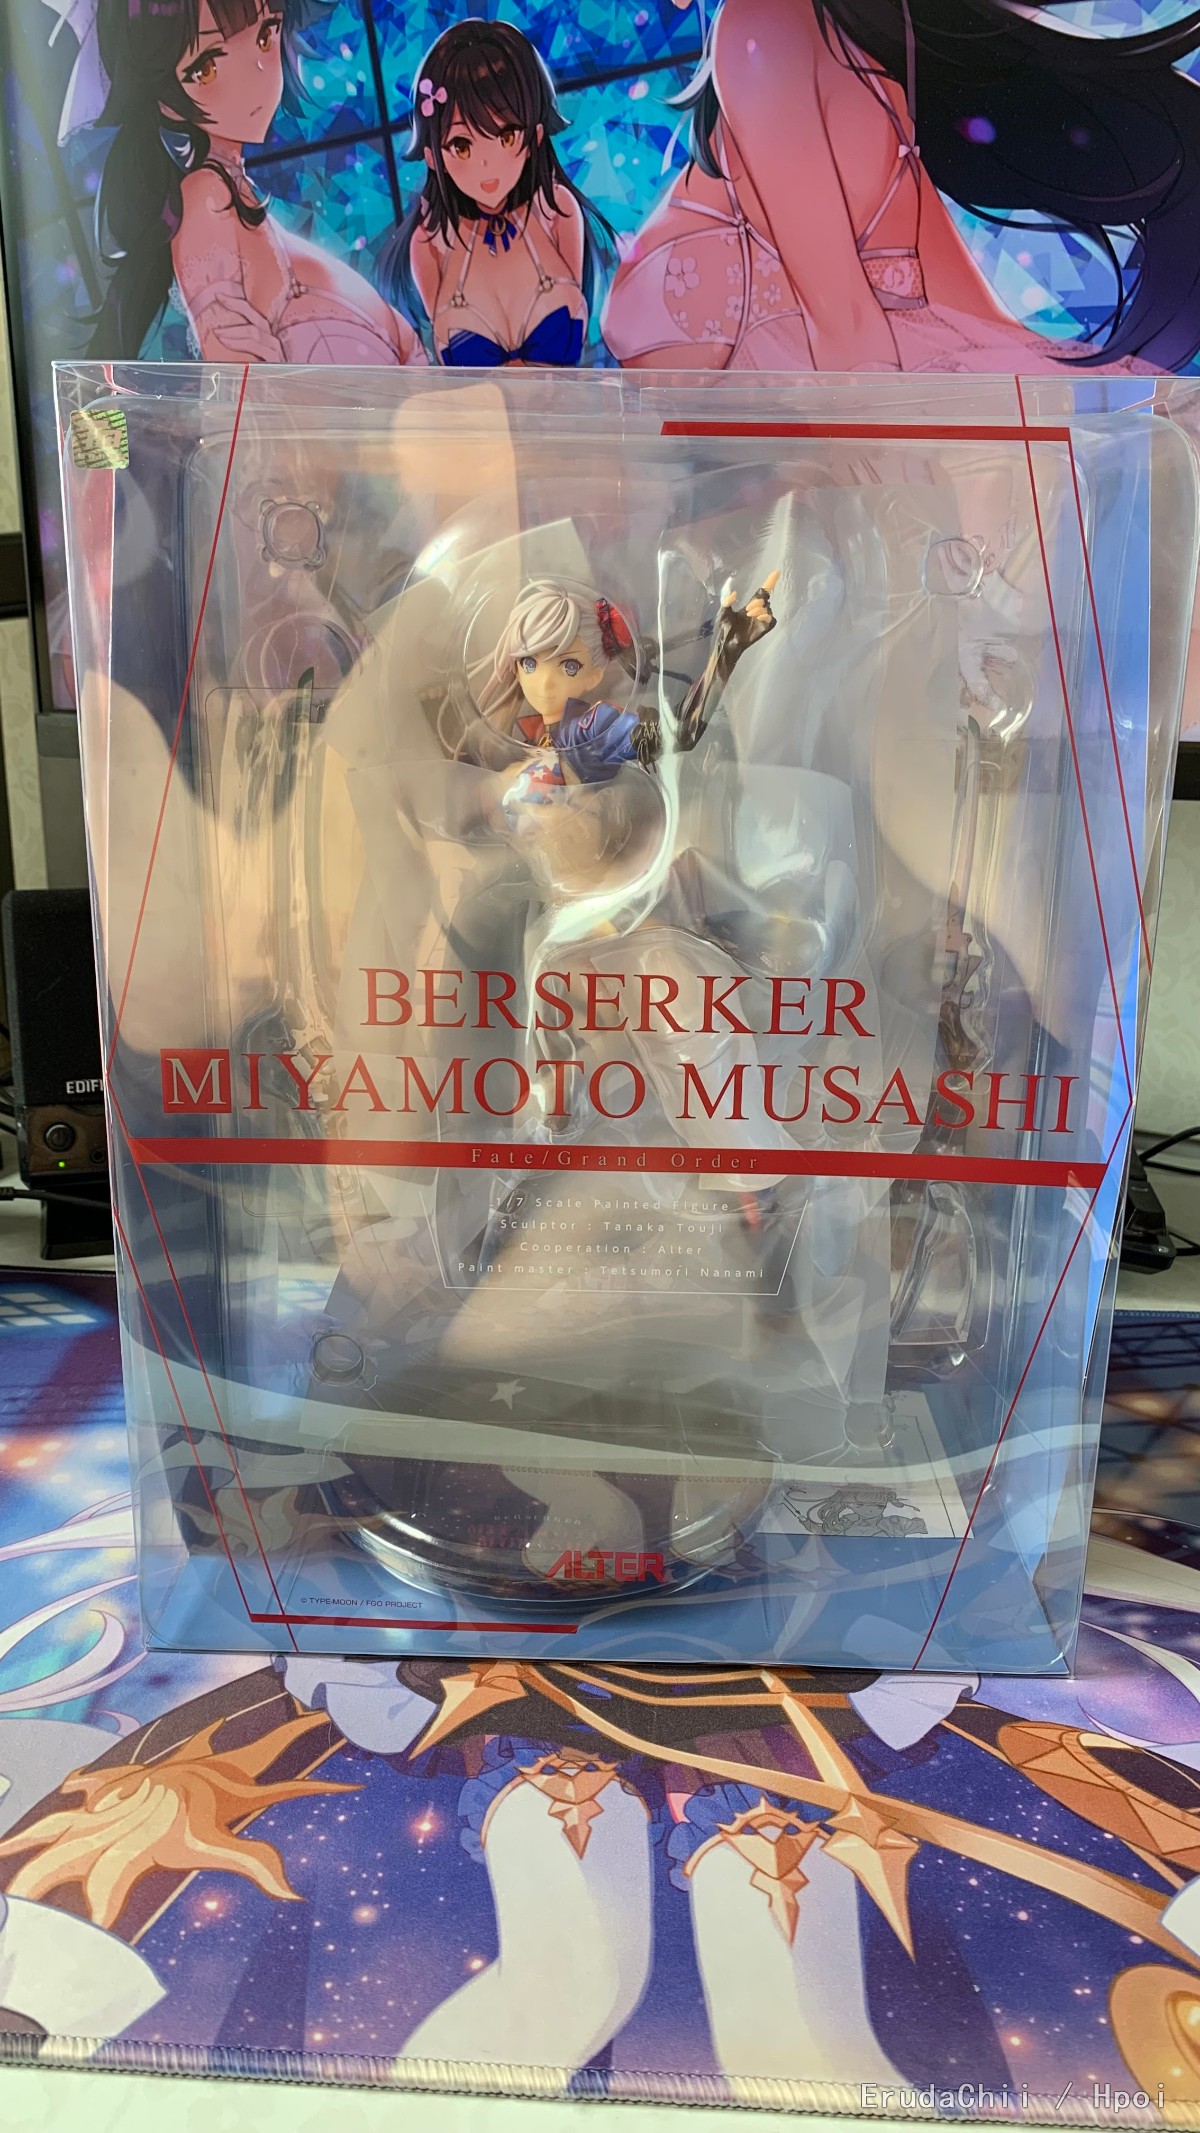 BERSERKER
MIYAMOTO MUSASHI
Fate/Grand Order
1/7 Scale Painted Figure
Sculptor : Tanaka Touji
Cooperation : Alter
Paint master : Tetsumori Nanami
ALTER
© TYPE-MOON / FGO PROJECT
EDIFI
ErudaChii / Hpoi